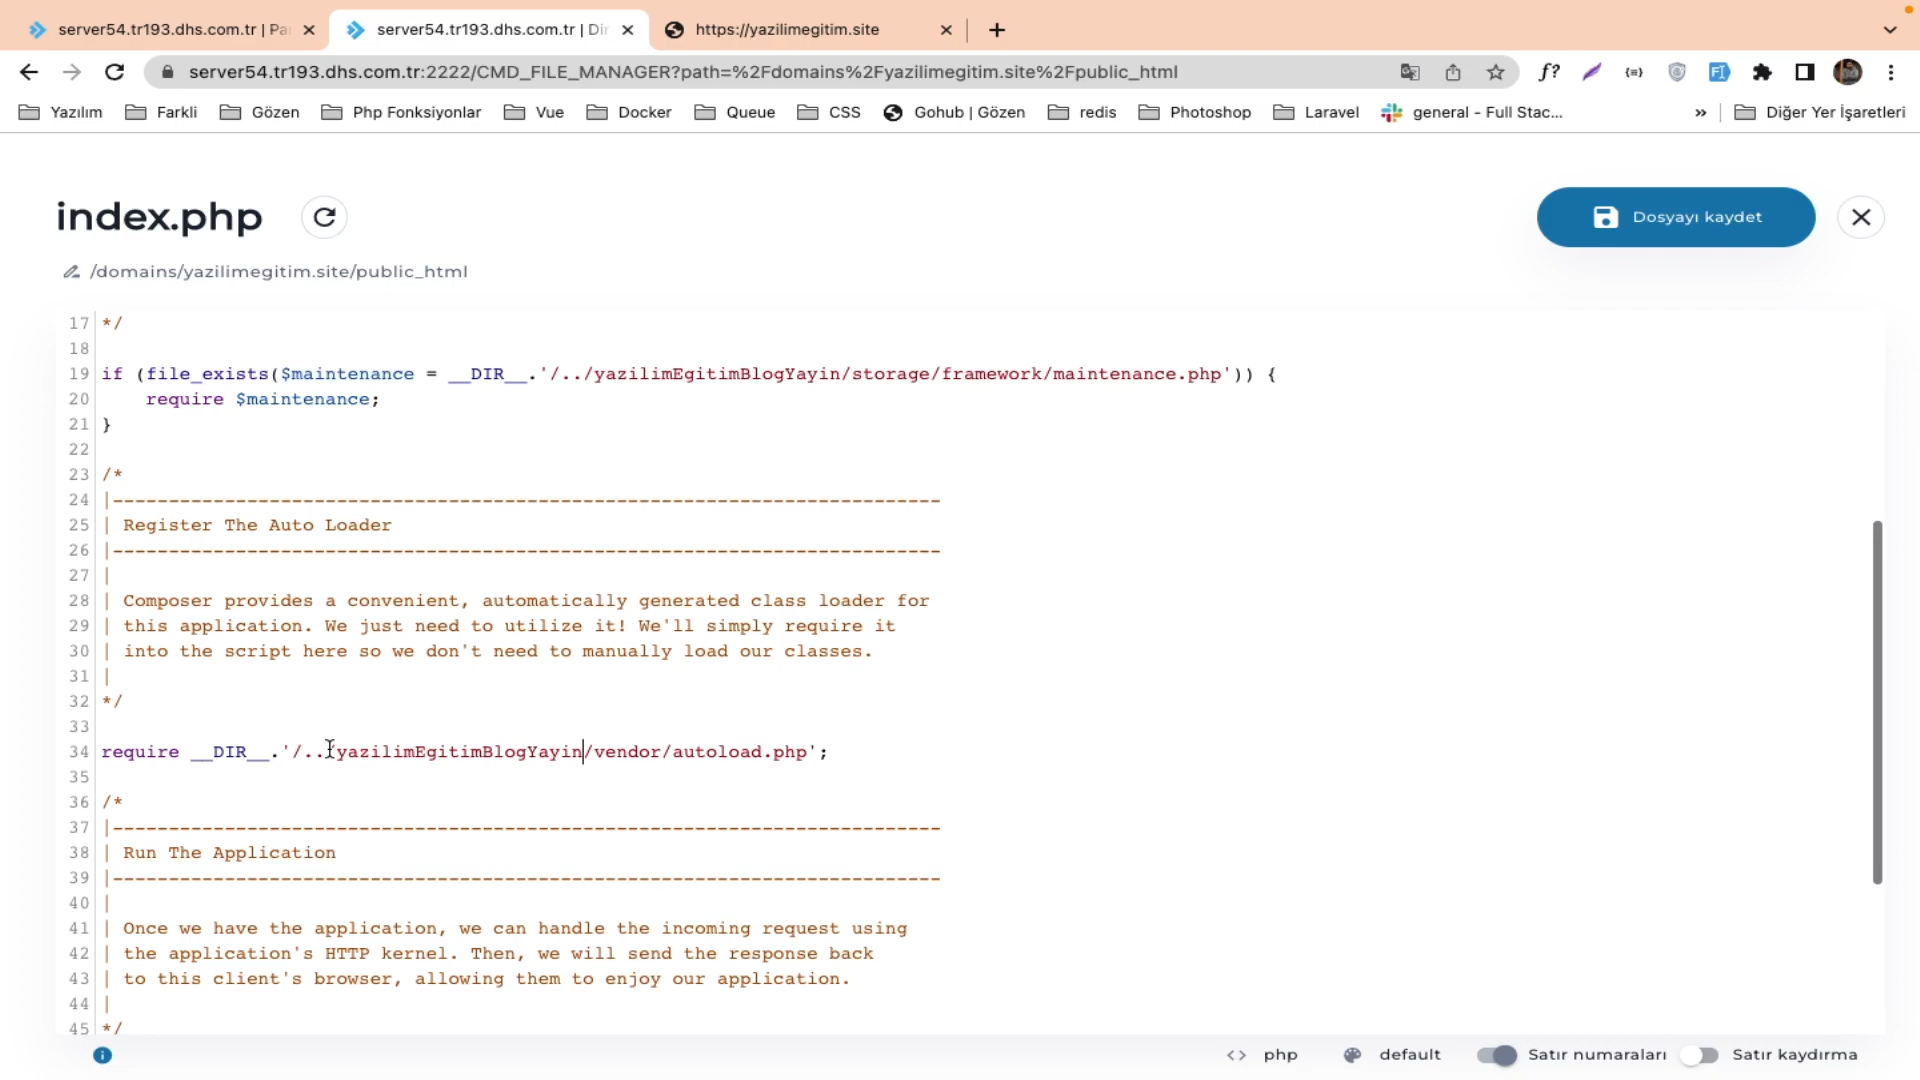 server54.tr193.dhs.com.tr | Pa
server54.tr193.dhs.com.tr | Di
https://yazilimegitim.site
server54.tr193.dhs.com.tr:2222/CMD_FILE_MANAGER?path=%2Fdomains%2Fyazilimegitim.site%2Fpublic_html
Yazılım Farkli Gözen Php Fonksiyonlar Vue Docker Queue CSS Gohub | Gözen redis Photoshop Laravel general - Full Stac... » Diğer Yer İşaretleri
index.php
Dosyayı kaydet
/domains/yazilimegitim.site/public_html
17 */
18
19 if (file_exists($maintenance = __DIR__.'/../yazilimEgitimBlogYayin/storage/framework/maintenance.php')) {
20     require $maintenance;
21 }
22
23 /*
24 |--------------------------------------------------------------------------
25 | Register The Auto Loader
26 |--------------------------------------------------------------------------
27 |
28 | Composer provides a convenient, automatically generated class loader for
29 | this application. We just need to utilize it! We'll simply require it
30 | into the script here so we don't need to manually load our classes.
31 |
32 */
33
34 require __DIR__.'/../yazilimEgitimBlogYayin/vendor/autoload.php';
35
36 /*
37 |--------------------------------------------------------------------------
38 | Run The Application
39 |--------------------------------------------------------------------------
40 |
41 | Once we have the application, we can handle the incoming request using
42 | the application's HTTP kernel. Then, we will send the response back
43 | to this client's browser, allowing them to enjoy our application.
44 |
45 */
<> php default Satır numaraları Satır kaydırma